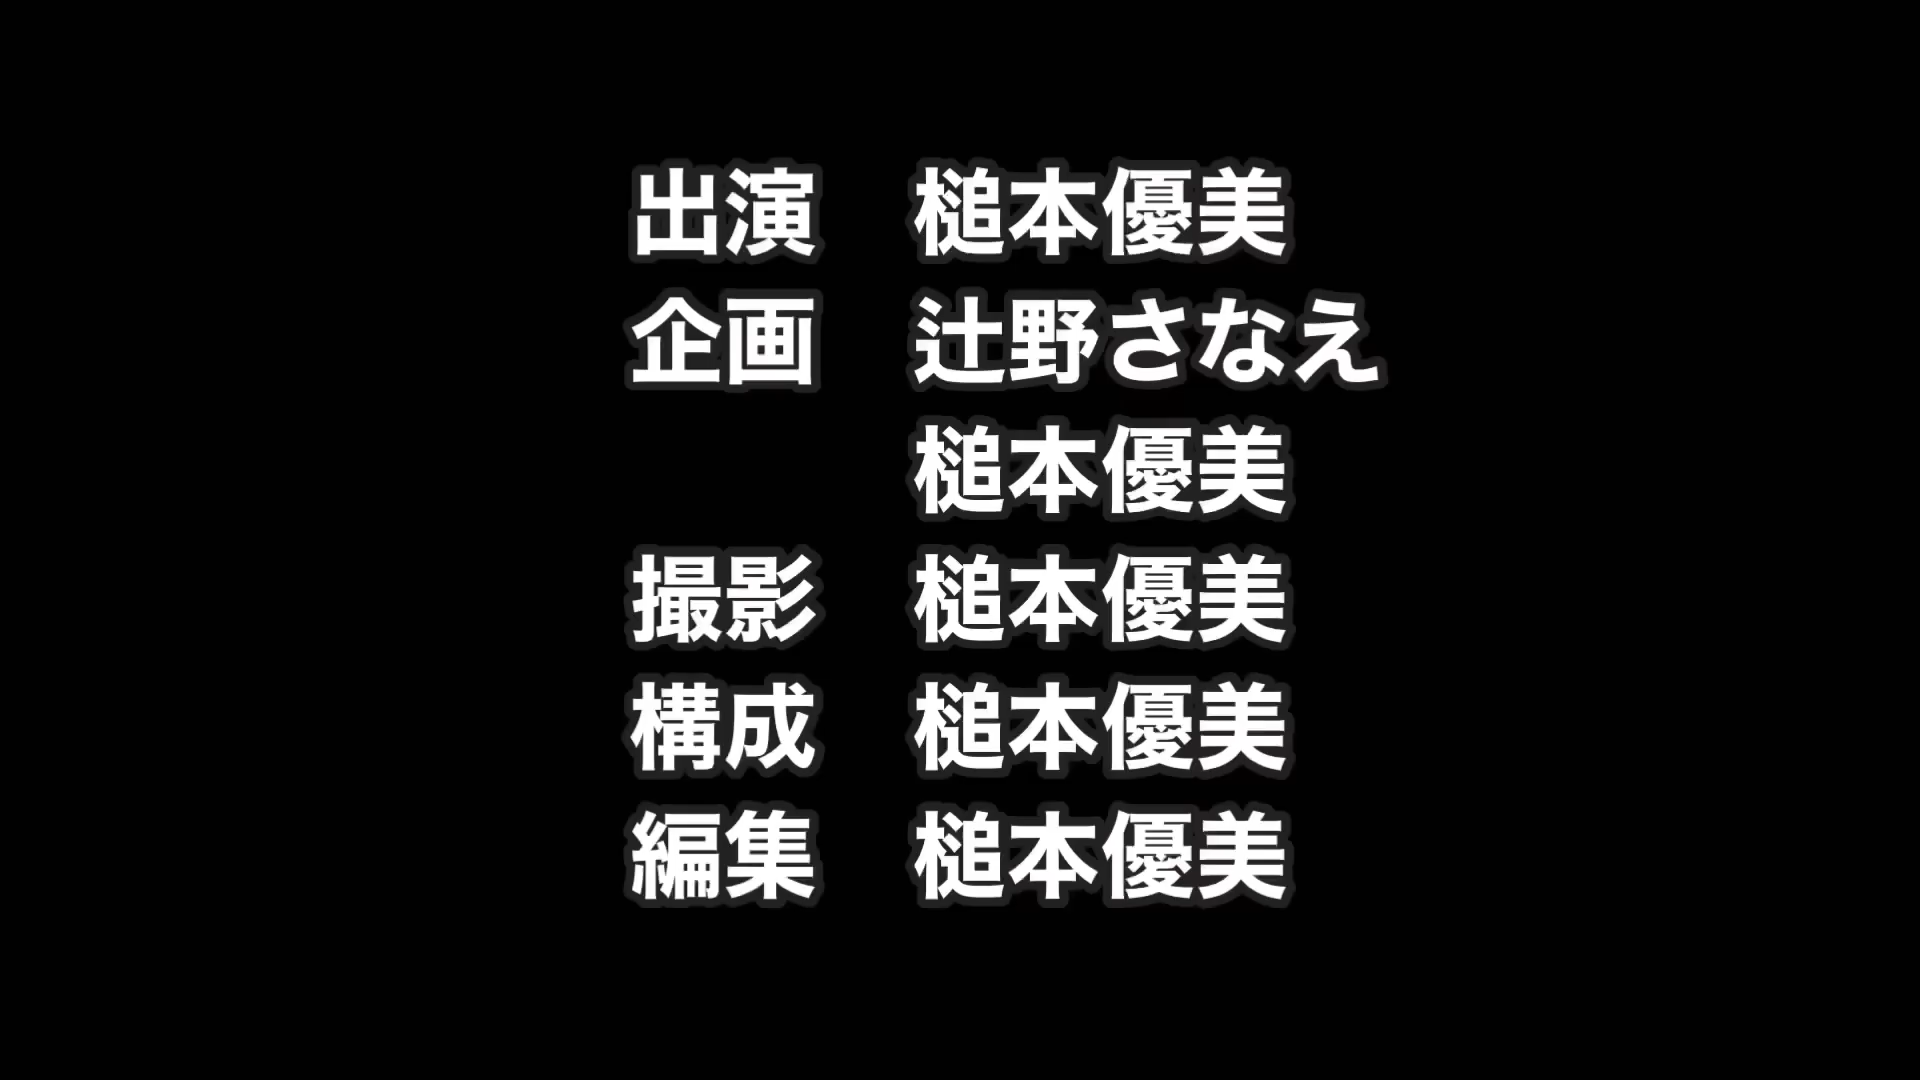 出演　槌本優美
企画　辻野さなえ
槌本優美
撮影　槌本優美
構成　槌本優美
編集　槌本優美